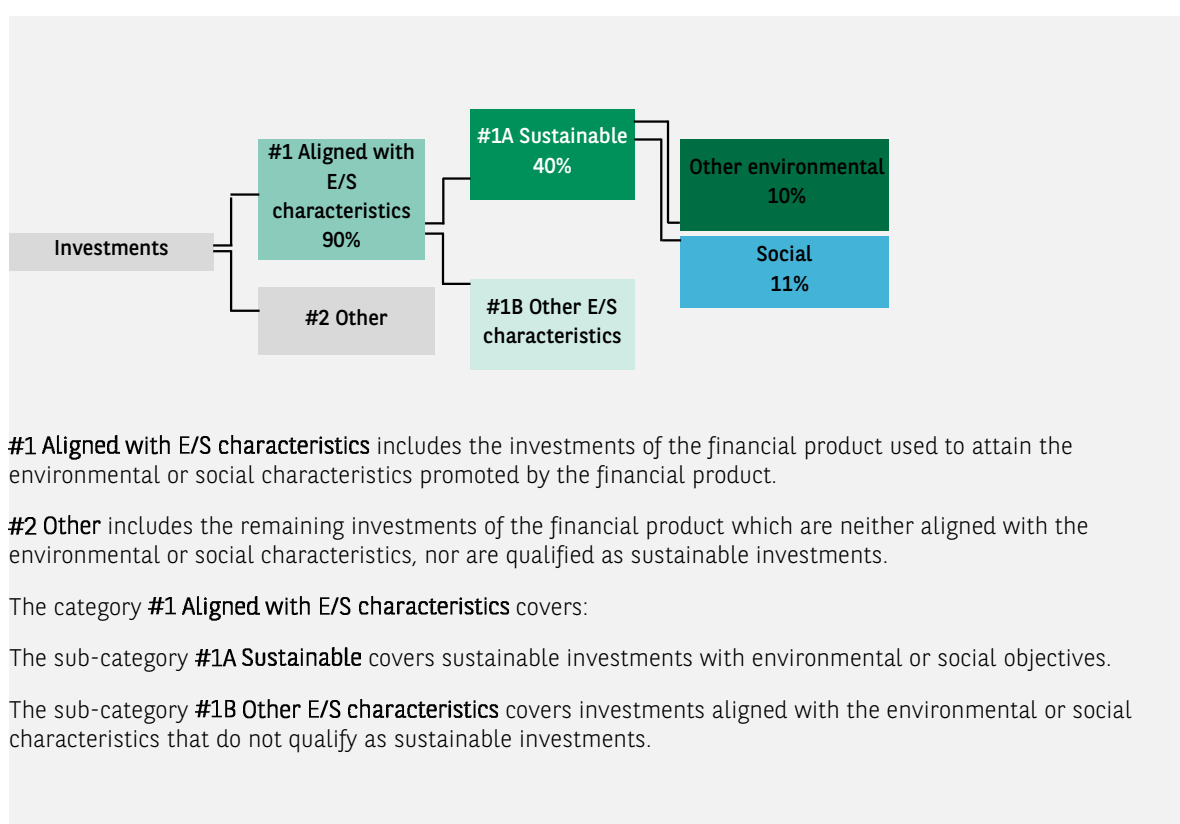 #1A Sustainable
40%
#1 Aligned with
E/S
characteristics
90%
Other environmental
10%
Investments
Social
11%
#2 Other
#1B Other E/S
characteristics
#1 Aligned with E/S characteristics includes the investments of the financial product used to attain the
environmental or social characteristics promoted by the financial product.
#2 Other includes the remaining investments of the financial product which are neither aligned with the
environmental or social characteristics, nor are qualified as sustainable investments.
The category #1 Aligned with E/S characteristics covers:
The sub-category #1A Sustainable covers sustainable investments with environmental or social objectives.
The sub-category #1B Other E/S characteristics covers investments aligned with the environmental or social
characteristics that do not qualify as sustainable investments.